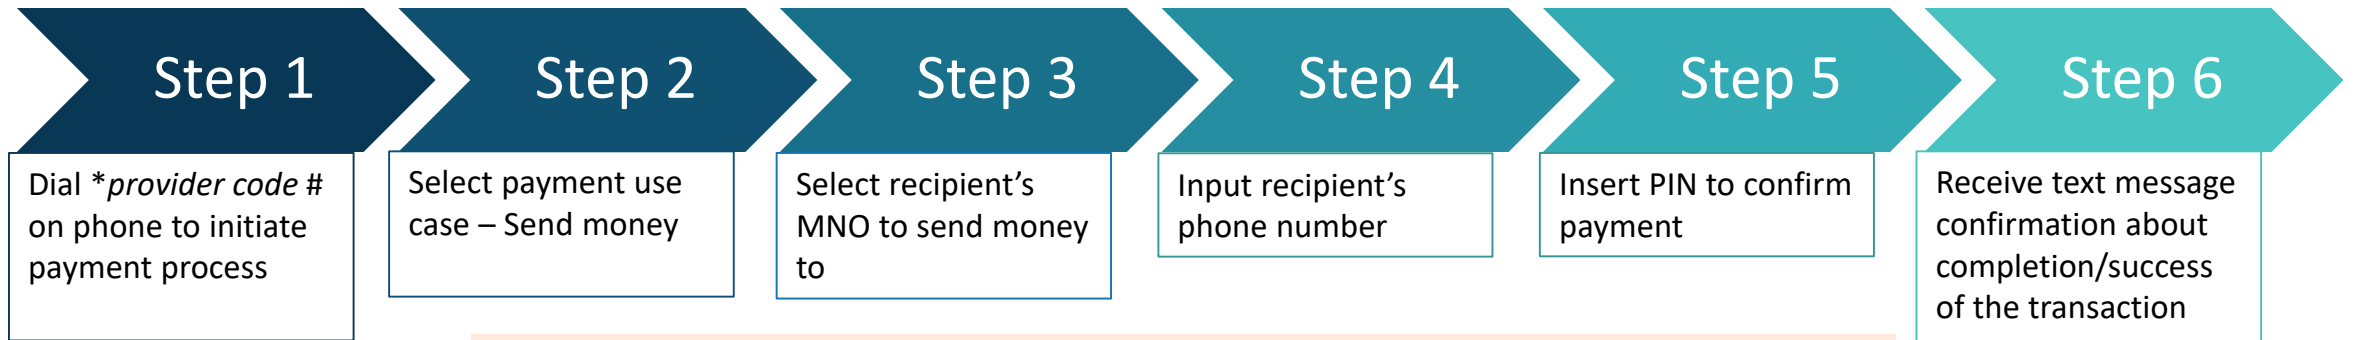 Step 1
Dial *provider code #
on phone to initiate
payment process
Step 2
Select payment use
case – Send money
Step 3
Select recipient’s
MNO to send money
to
Step 4
Input recipient’s
phone number
Step 5
Insert PIN to confirm
payment
Step 6
Receive text message
confirmation about
completion/success
of the transaction